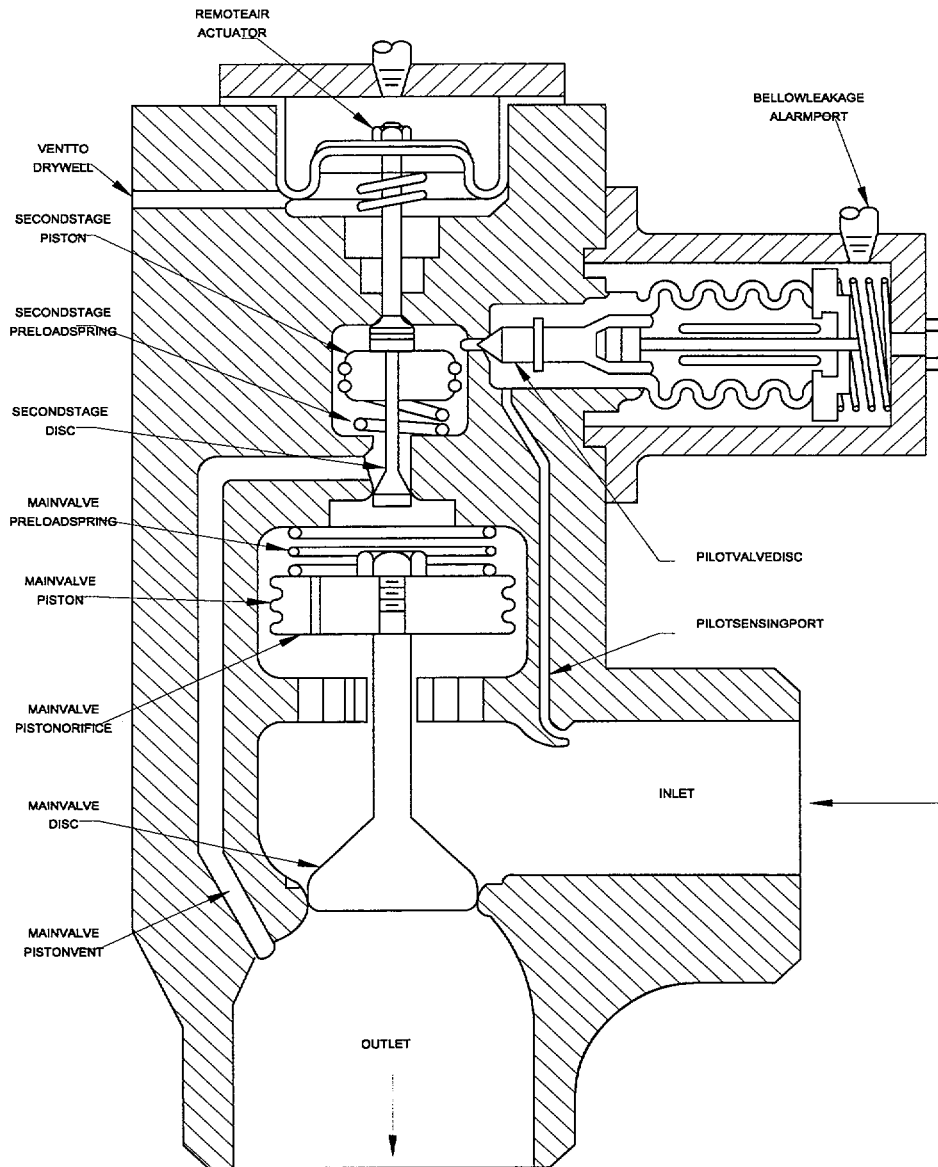 REMOTEAIR
ACTUATOR
BELLOWLEAKAGE
ALARMPORT
VENTTO
DRYWELL
SECONDSTAGE
PISTON
SECONDSTAGE
PRELOADSPRING
SECONDSTAGE
DISC
MAINVALVE
PRELOADSPRING
PILOTVALVEDISC
MAINVALVE
PISTON
PILOTSENSINGPORT
MAINVALVE
PISTONORIFICE
INLET
MAINVALVE
DISC
MAINVALVE
PISTONVENT
OUTLET